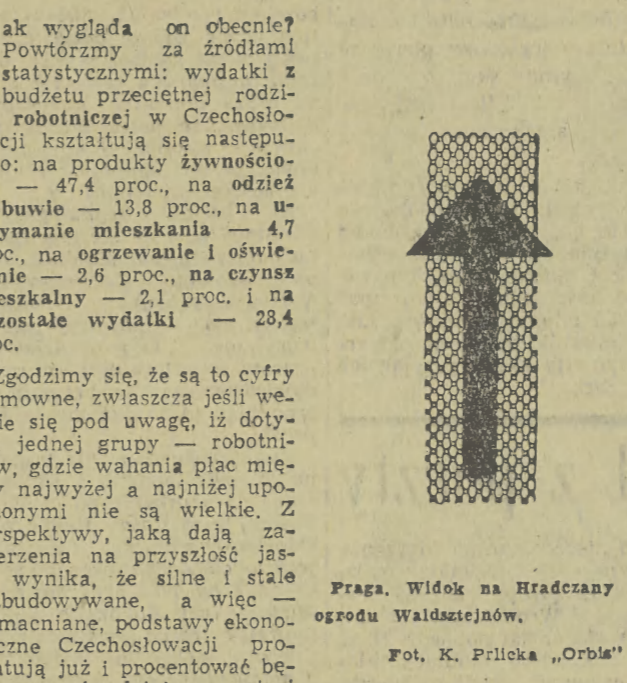 ak wygląda on obecnie?
Powtórzmy za źródłami
statystycznymi: wydatki z
budżetu przeciętnej rodzi-
robotniczej w Czechosło-
cji kształtują się następu-
o: na produkty żywnościo-
— 47,4 proc., na odzież
buwie — 13,8 proc., na u-
ymanie mieszkania — 4,7
oc., na ogrzewanie i oświe-
nie — 2,6 proc., na czynsz
eszkalny — 2,1 proc. i na
zostałe wydatki — 28,4
oc.
Zgodzimy się, że są to cyfry
mowne, zwłaszcza jeśli we-
ie się pod uwagę, iż doty-
jednej grupy — robotni-
w, gdzie wahania płac mię-
y najwyżej a najniżej upo-
onymi nie są wielkie. Z
rspektywy, jaką dają za-
erzenia na przyszłość jas-
wynika, że silne i stale
budowywane, a więc —
macniane, podstawy ekono-
czne Czechosłowacji pro-
ntują już i procentować bę-
Praga. Widok na Hradczany
ogrodu Waldsztejnów.
Fot. K. Prlicka „Orbis"